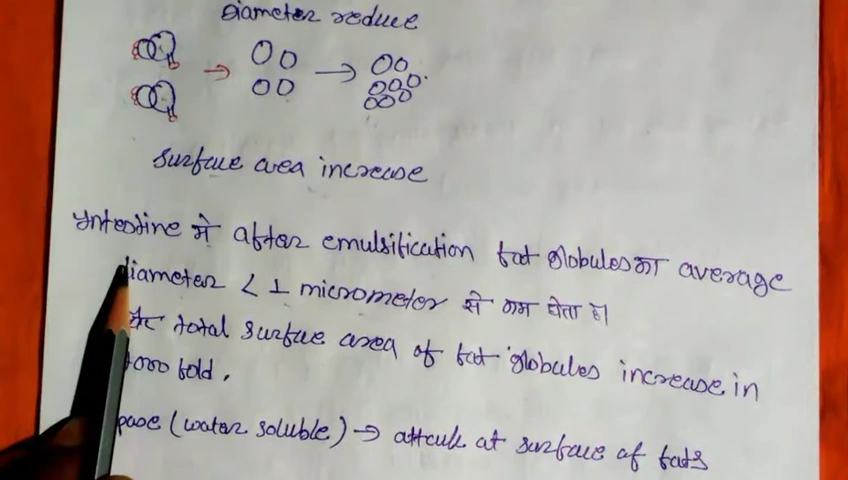 Diameter reduce
surface area increase
Intestine मे after emulsification fat globules का average
diameter < 1 micrometer से कम होता है।
total surface area of fat globules increase in
1000 fold.
pase (water soluble) → attack at surface of fats